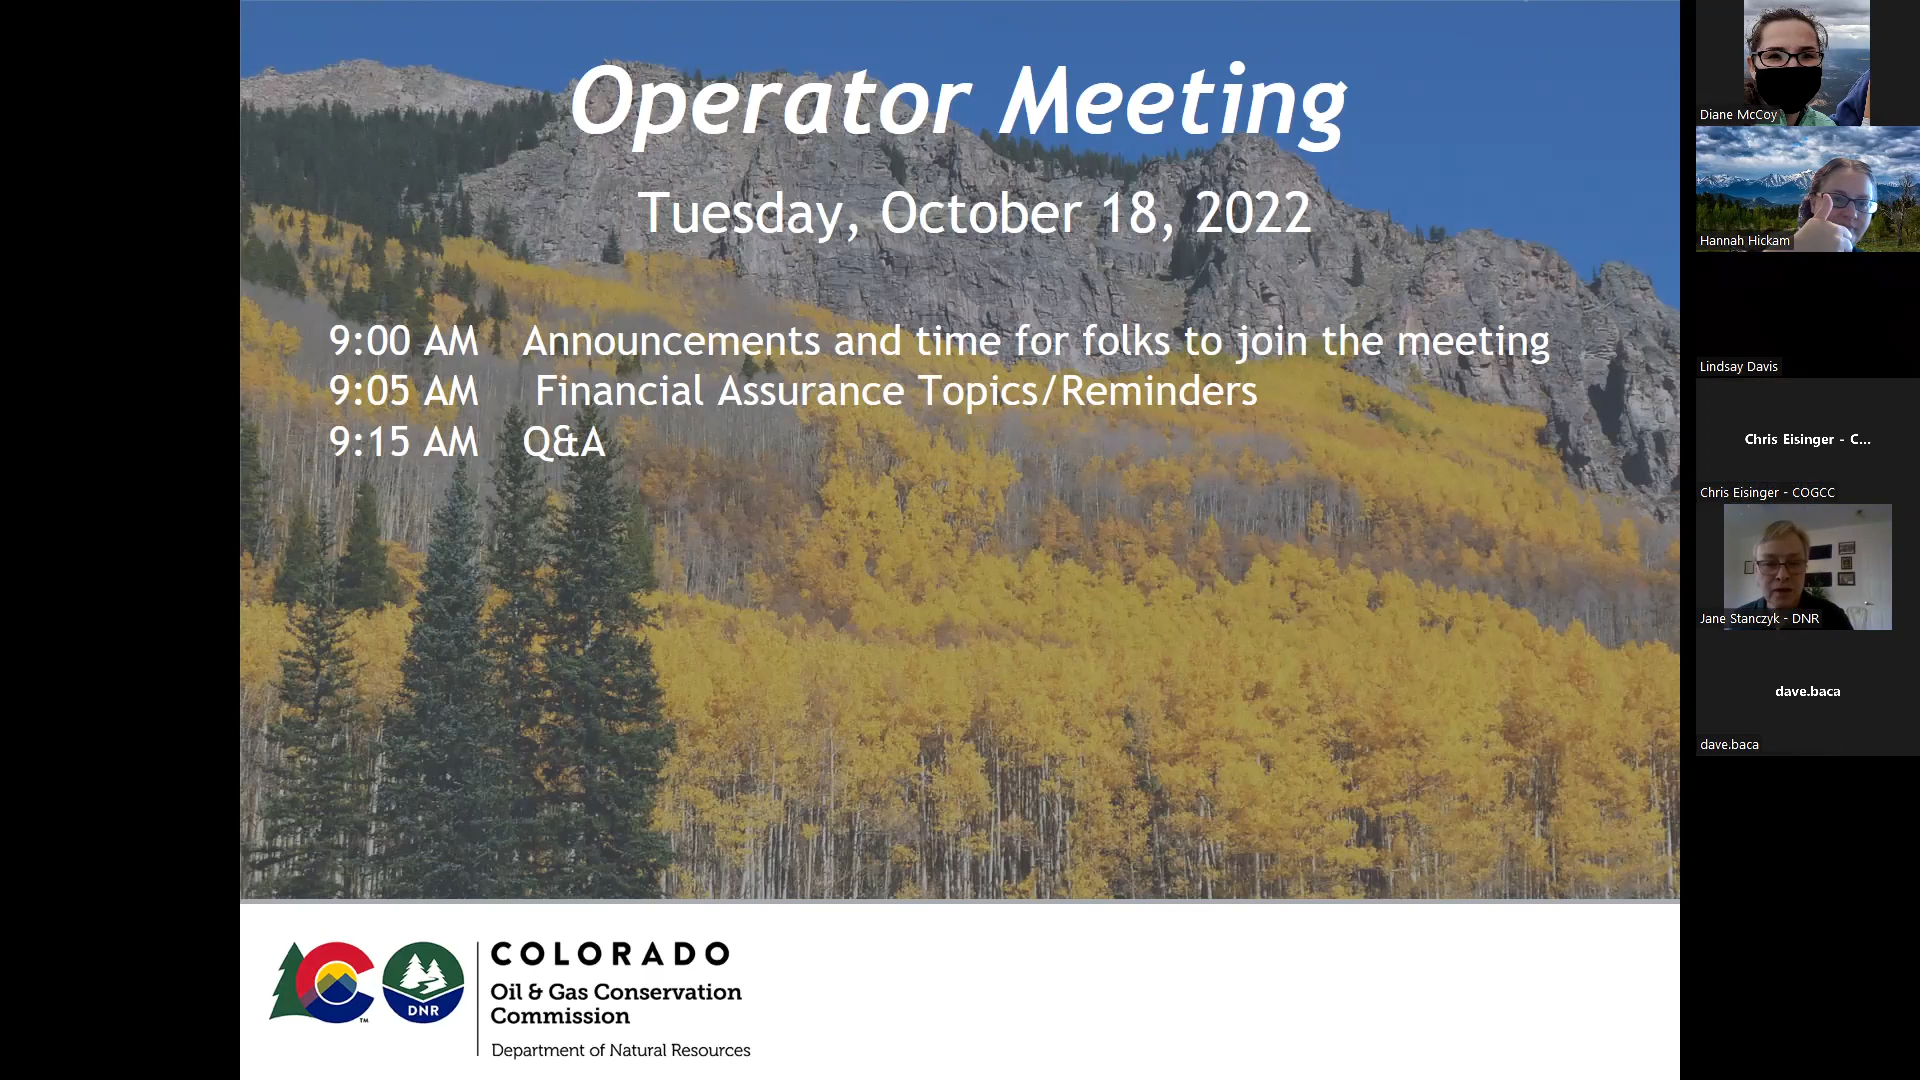 Operator Meeting
Tuesday, October 18, 2022
9:00 AM Announcements and time for folks to join the meeting
9:05 AM Financial Assurance Topics/Reminders
9:15 AM Q&A
C
TM
DNR
COLORADO
Oil & Gas Conservation
Commission
Department of Natural Resources
Diane McCoy
Hannah Hickam
Lindsay Davis
Chris Eisinger - C...
Chris Eisinger - COGCC
Jane Stanczyk - DNR
dave.baca
dave.baca